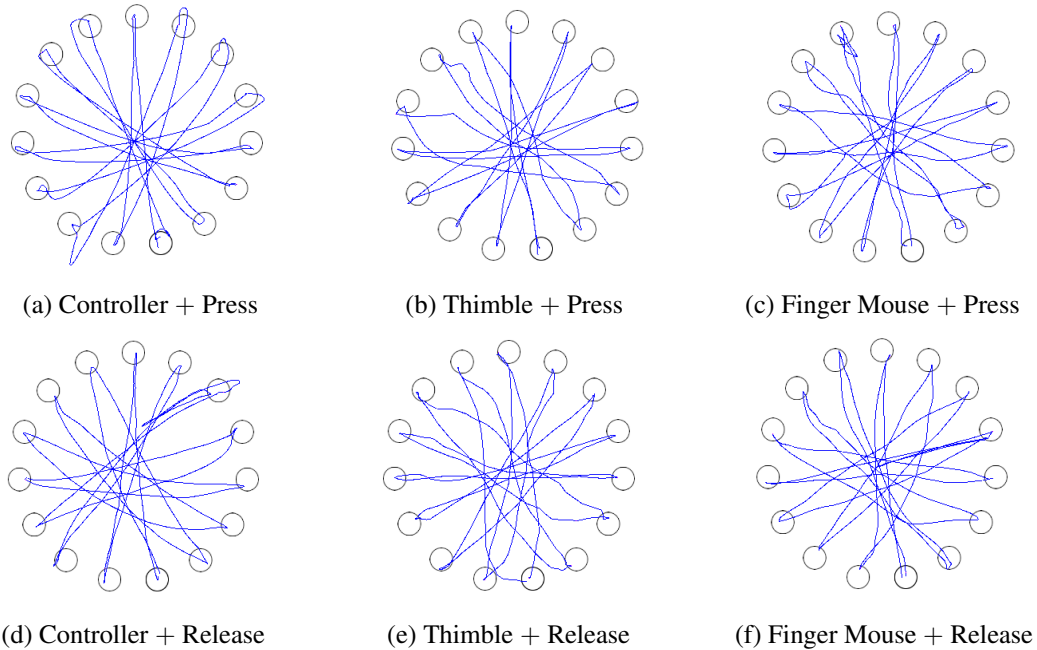 (a) Controller + Press
(b) Thimble + Press
(c) Finger Mouse + Press
(d) Controller + Release
(e) Thimble + Release
(f) Finger Mouse + Release